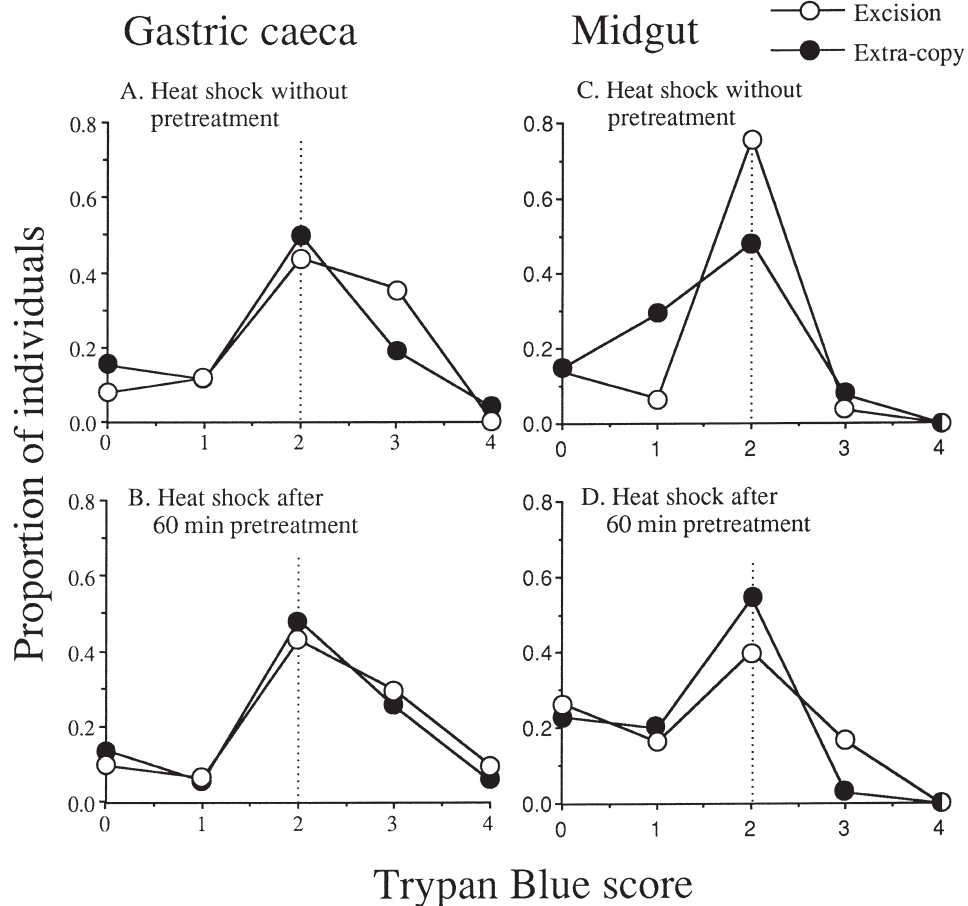 Gastric caeca
Midgut
Excision
Extra-copy
A. Heat shock without
pretreatment
0.8
0.6
0.4
0.2
0.0
0 1 2 3 4
C. Heat shock without
pretreatment
0.8
0.6
0.4
0.2
0.0
0 1 2 3 4
Proportion of individuals
B. Heat shock after
60 min pretreatment
0.8
0.6
0.4
0.2
0.0
0 1 2 3 4
D. Heat shock after
60 min pretreatment
0.8
0.6
0.4
0.2
0.0
0 1 2 3 4
Trypan Blue score